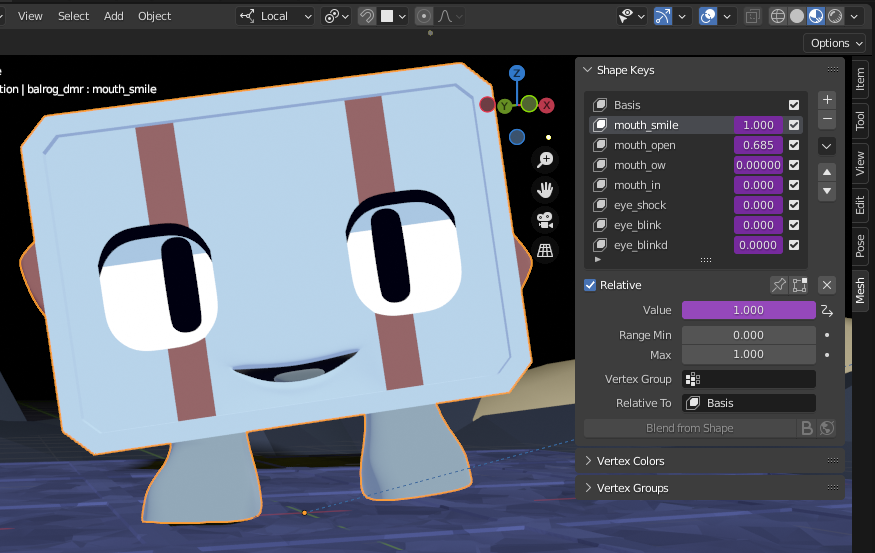 View Select Add Object Local
Options
e
tion | balrog_dmr : mouth_smile
Z
Y X
Shape Keys
Basis
mouth_smile 1.000
mouth_open 0.685
mouth_ow 0.00000
mouth_in 0.000
eye_shock 0.000
eye_blink 0.000
eye_blinkd 0.0000
Relative
Value 1.000
Range Min 0.000
Max 1.000
Vertex Group
Relative To Basis
Blend from Shape
Vertex Colors
Vertex Groups
Item
Tool
View
Edit
Pose
Mesh